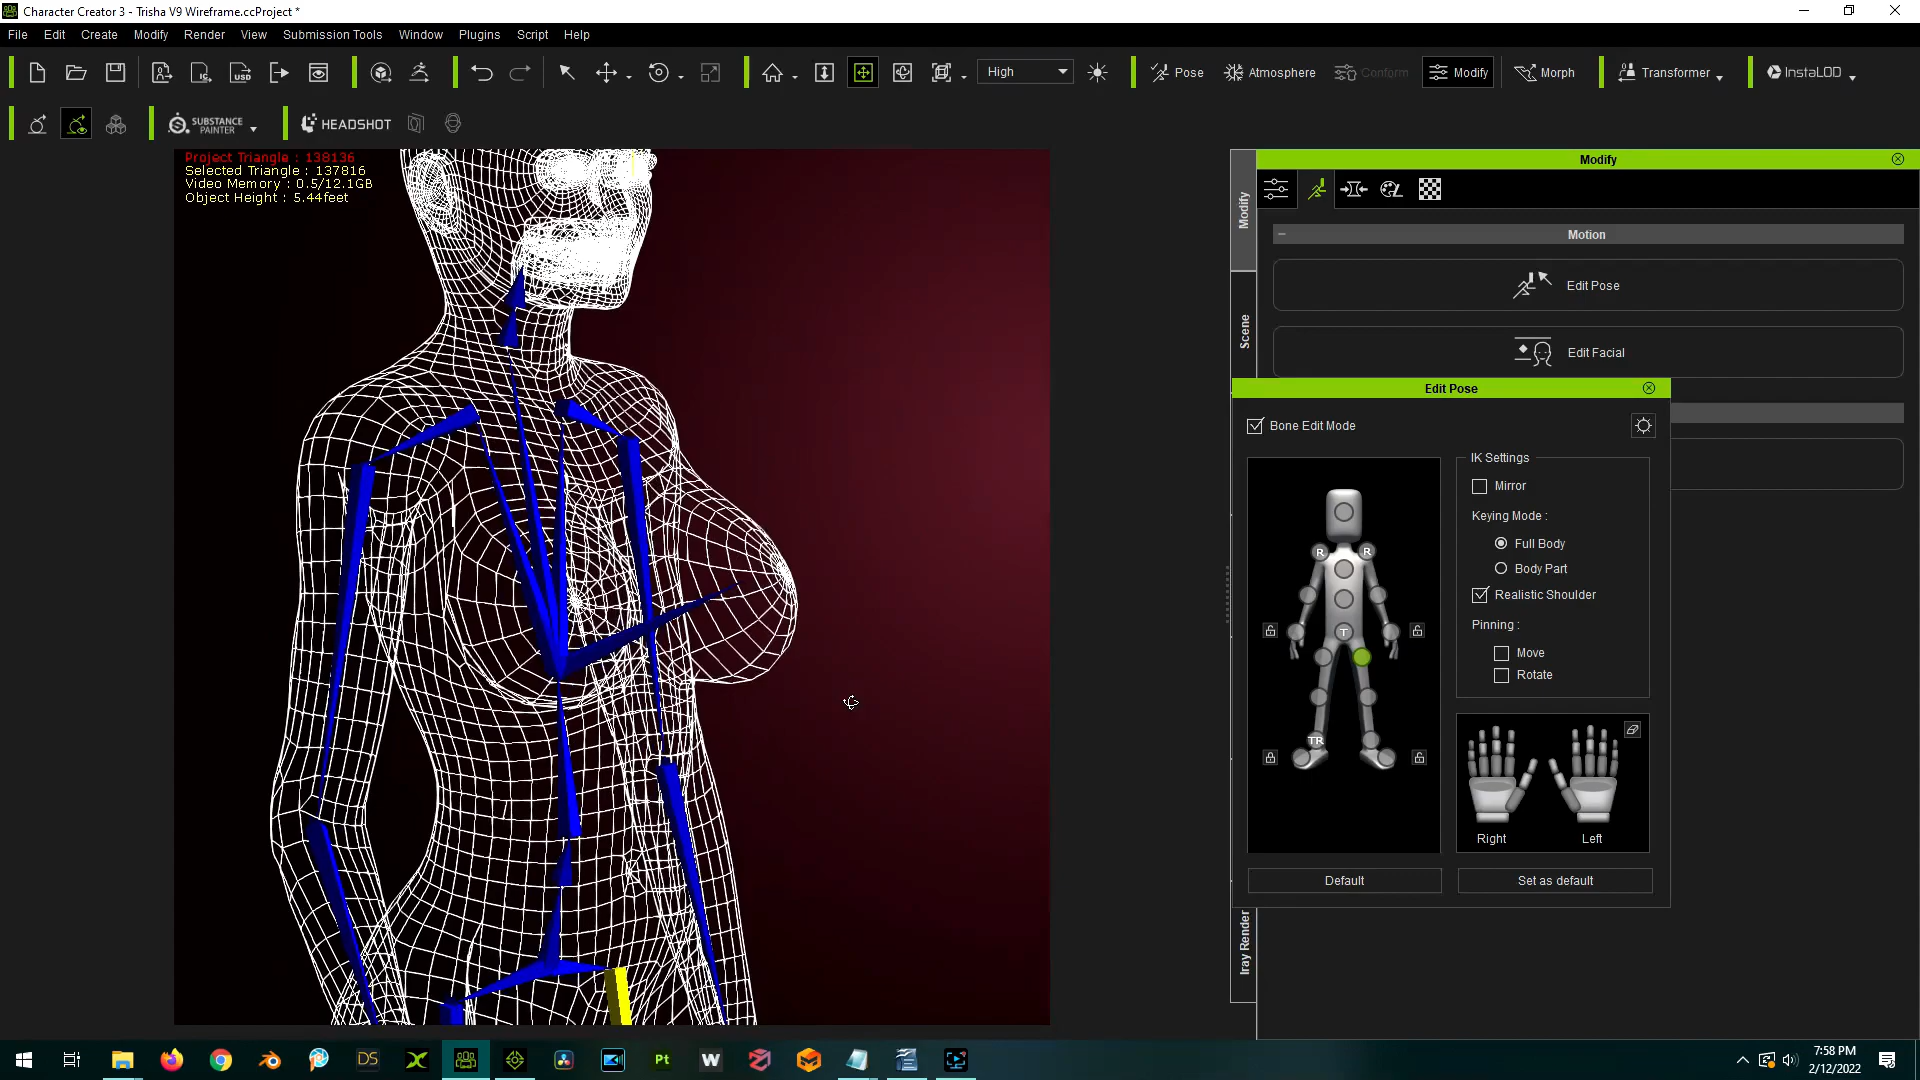 Character Creator 3 - Trisha V9 Wireframe.ccProject *
File Edit Create Modify Render View Submission Tools Window Plugins Script Help
High
Pose
Atmosphere
Conform
Modify
Morph
Transformer
InstaLOD
SUBSTANCE
PAINTER
HEADSHOT
Project Triangle : 138136
Selected Triangle : 137816
Video Memory : 0.5/12.1GB
Object Height : 5.44feet
Modify
Modify
Scene
Iray Render
Motion
Edit Pose
Edit Facial
Edit Pose
Bone Edit Mode
IK Settings
Mirror
Keying Mode :
Full Body
Body Part
Realistic Shoulder
Pinning :
Move
Rotate
R R
T
TR
Right Left
Default
Set as default
DS
Pt
W
7:58 PM
2/12/2022